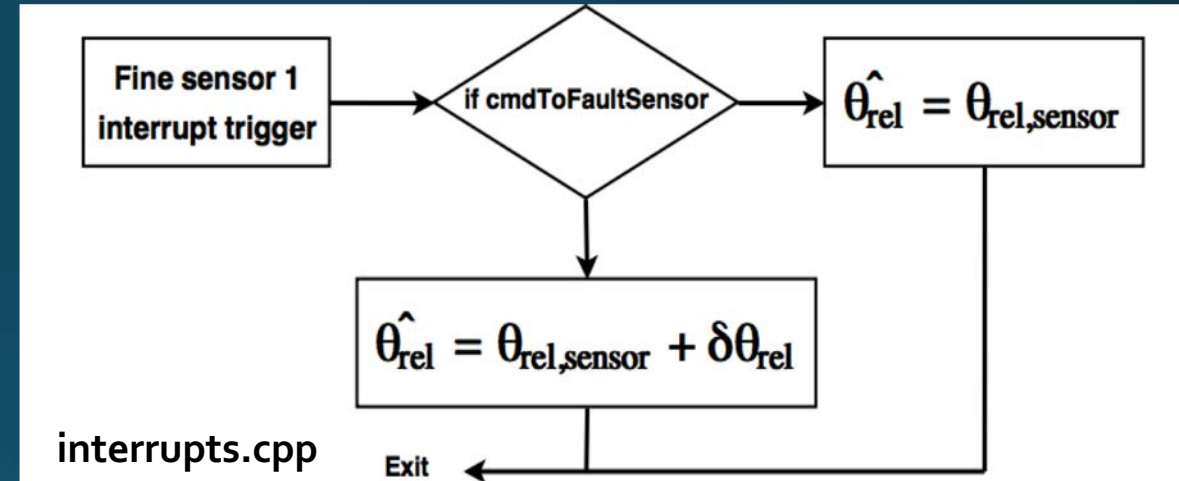 Fine sensor 1
interrupt trigger
if cmdToFaultSensor
θ̂rel = θrel,sensor
θ̂rel = θrel,sensor + δθrel
interrupts.cpp
Exit